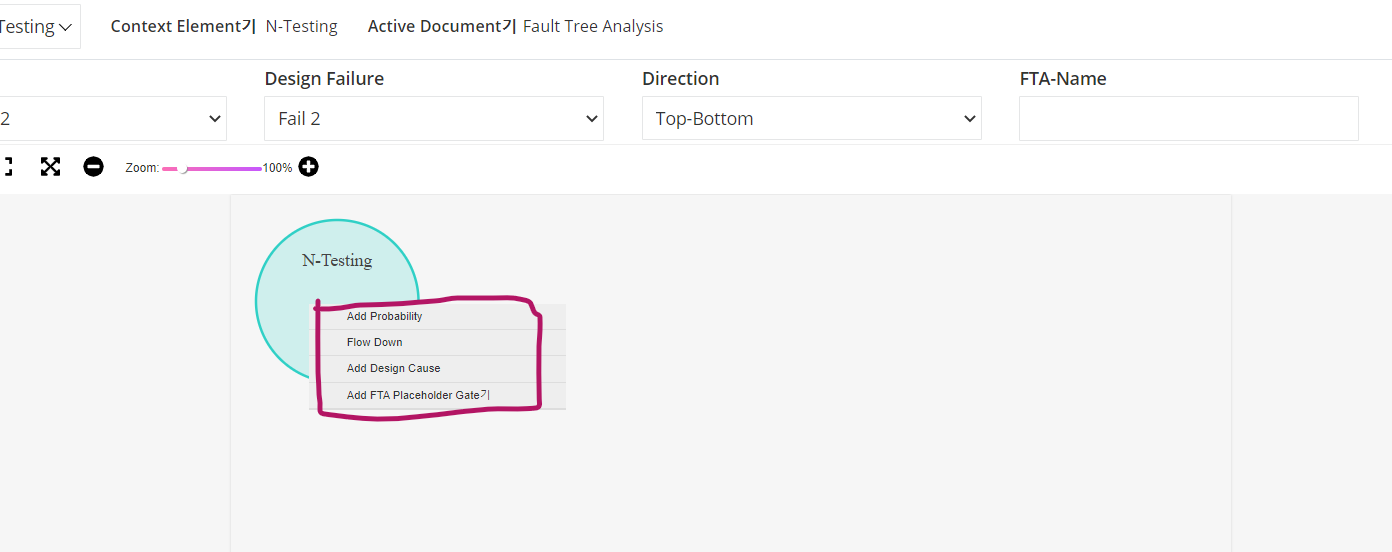 Testing Context Element기 N-Testing Active Document기 Fault Tree Analysis
Design Failure Direction FTA-Name
2 Fail 2 Top-Bottom
Zoom: 100%
N-Testing
Add Probability
Flow Down
Add Design Cause
Add FTA Placeholder Gate기